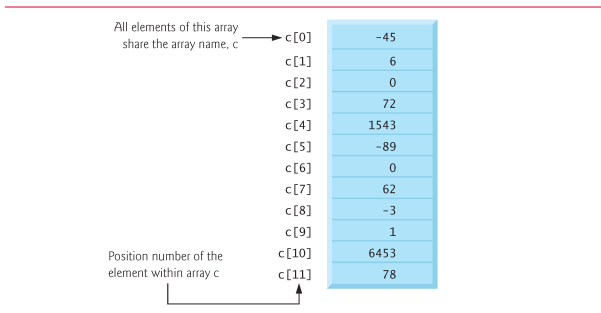 All elements of this array
share the array name, c
c[0] -45
c[1] 6
c[2] 0
c[3] 72
c[4] 1543
c[5] -89
c[6] 0
c[7] 62
c[8] -3
c[9] 1
c[10] 6453
c[11] 78
Position number of the
element within array c